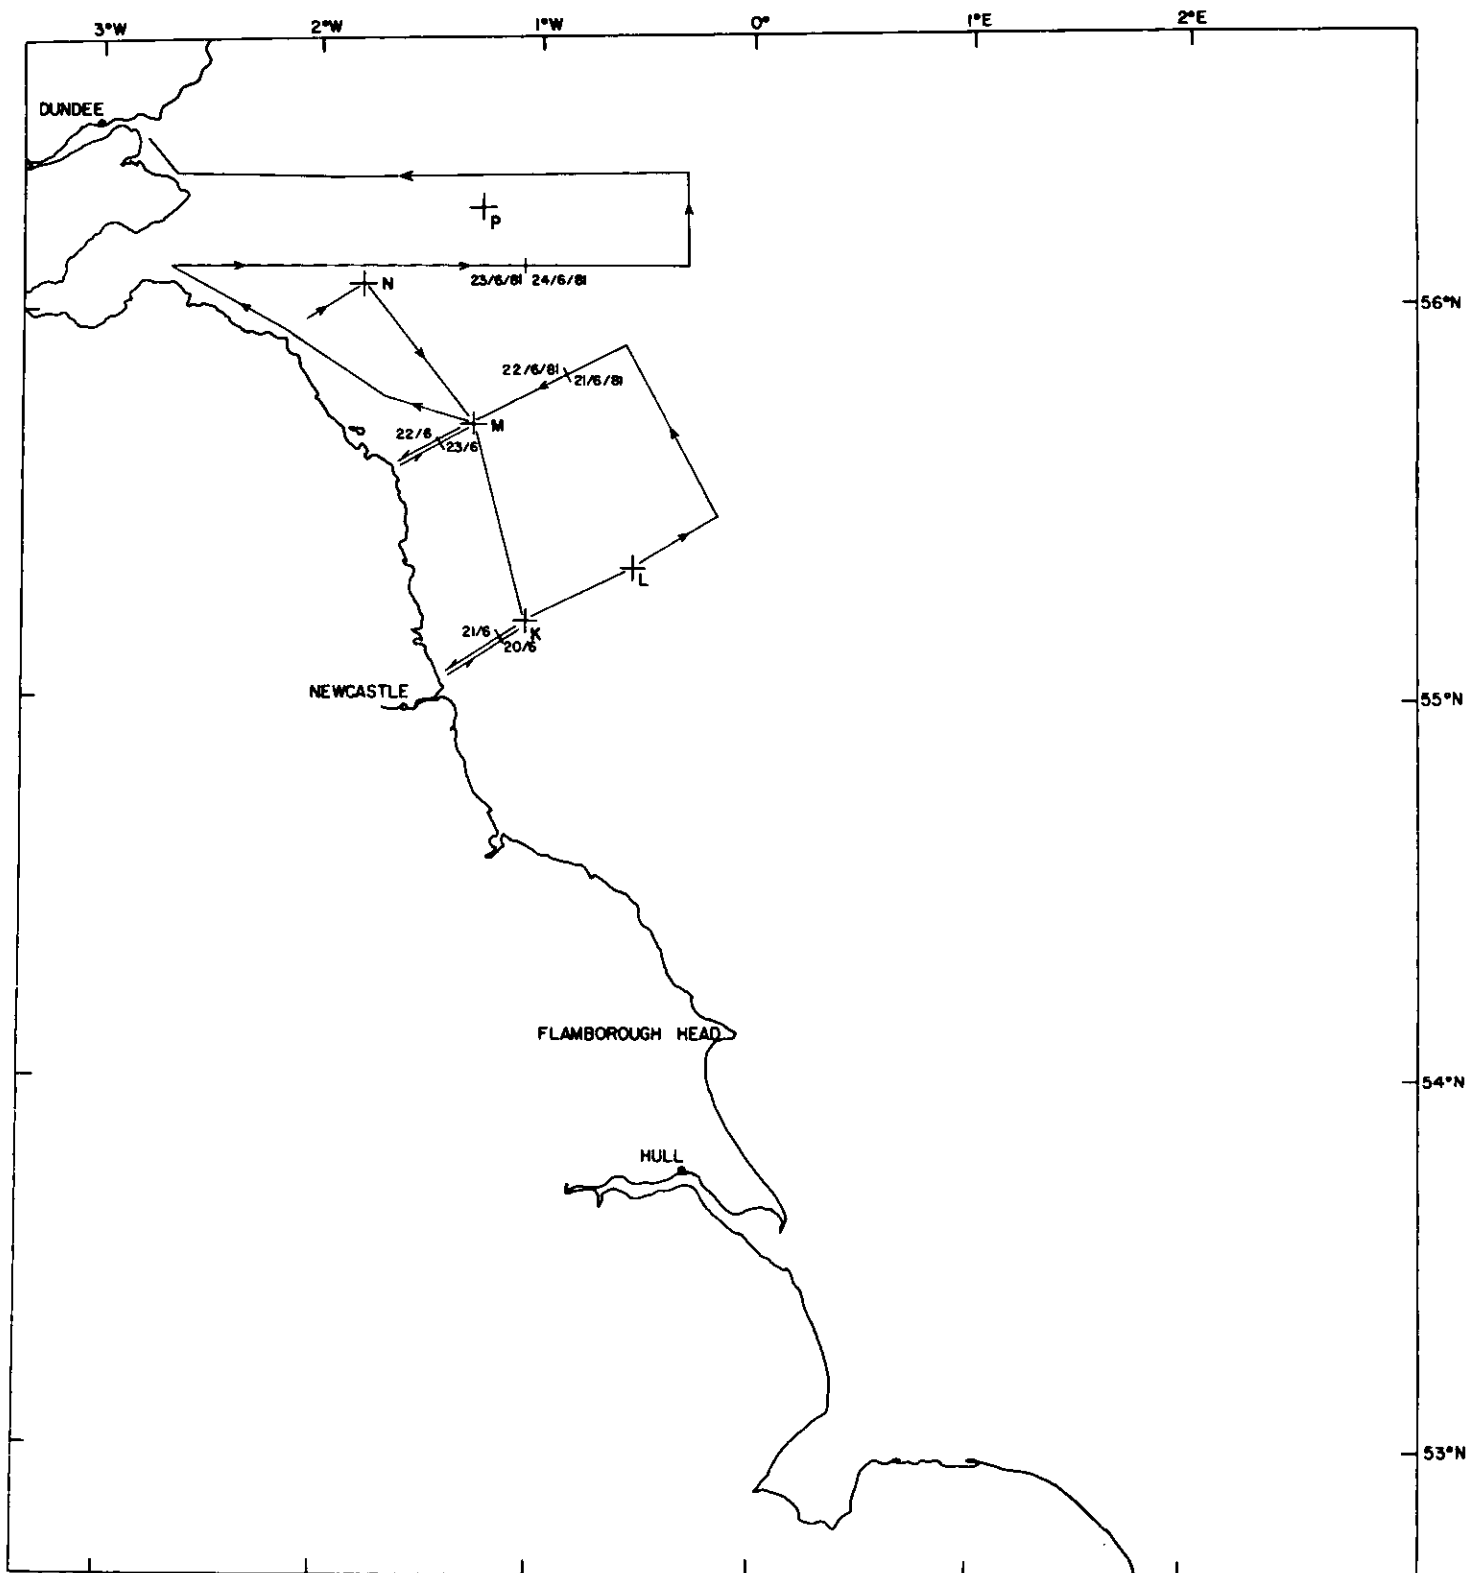 3°W 2°W 1°W 0° 1°E 2°E
DUNDEE
P
23/6/81 24/6/81
N
56°N
22/6/81
21/6/81
M
22/6
23/6
L
K
21/6
20/6
NEWCASTLE
55°N
FLAMBOROUGH HEAD
54°N
HULL
53°N